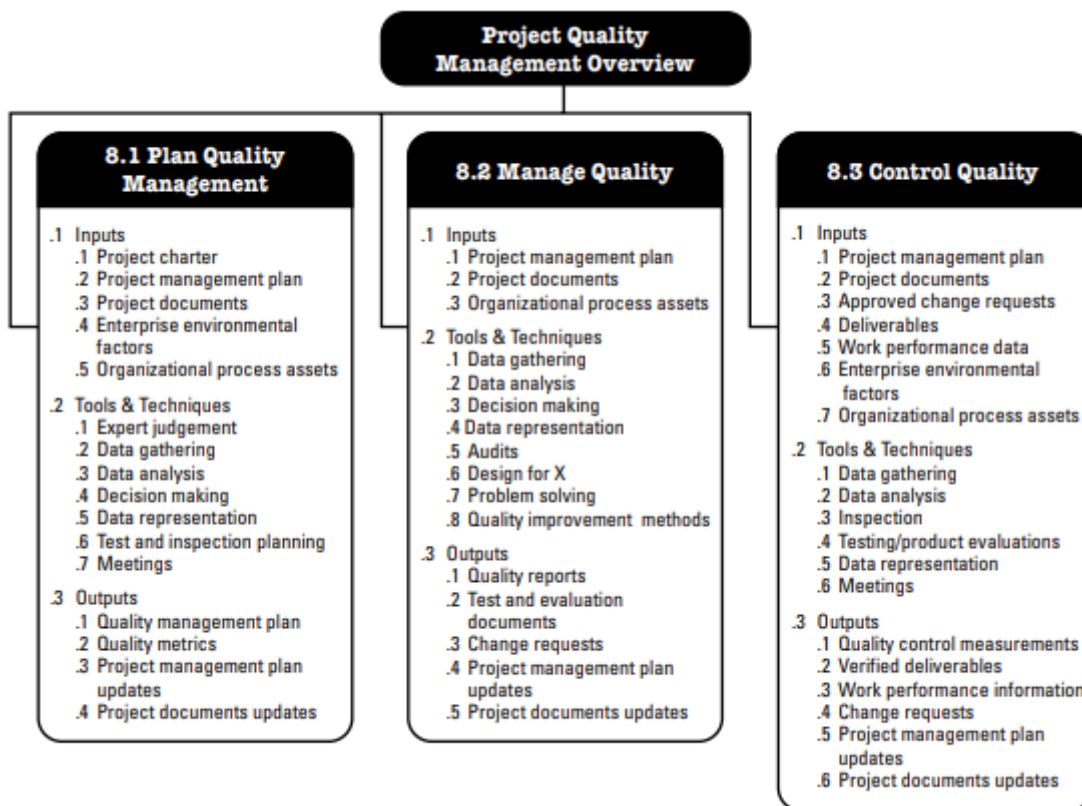 Project Quality
Management Overview
8.1 Plan Quality
Management
.1 Inputs
.1 Project charter
.2 Project management plan
.3 Project documents
.4 Enterprise environmental
factors
.5 Organizational process assets
.2 Tools & Techniques
.1 Expert judgement
.2 Data gathering
.3 Data analysis
.4 Decision making
.5 Data representation
.6 Test and inspection planning
.7 Meetings
.3 Outputs
.1 Quality management plan
.2 Quality metrics
.3 Project management plan
updates
.4 Project documents updates
8.2 Manage Quality
.1 Inputs
.1 Project management plan
.2 Project documents
.3 Organizational process assets
.2 Tools & Techniques
.1 Data gathering
.2 Data analysis
.3 Decision making
.4 Data representation
.5 Audits
.6 Design for X
.7 Problem solving
.8 Quality improvement methods
.3 Outputs
.1 Quality reports
.2 Test and evaluation
documents
.3 Change requests
.4 Project management plan
updates
.5 Project documents updates
8.3 Control Quality
.1 Inputs
.1 Project management plan
.2 Project documents
.3 Approved change requests
.4 Deliverables
.5 Work performance data
.6 Enterprise environmental
factors
.7 Organizational process assets
.2 Tools & Techniques
.1 Data gathering
.2 Data analysis
.3 Inspection
.4 Testing/product evaluations
.5 Data representation
.6 Meetings
.3 Outputs
.1 Quality control measurements
.2 Verified deliverables
.3 Work performance information
.4 Change requests
.5 Project management plan
updates
.6 Project documents updates